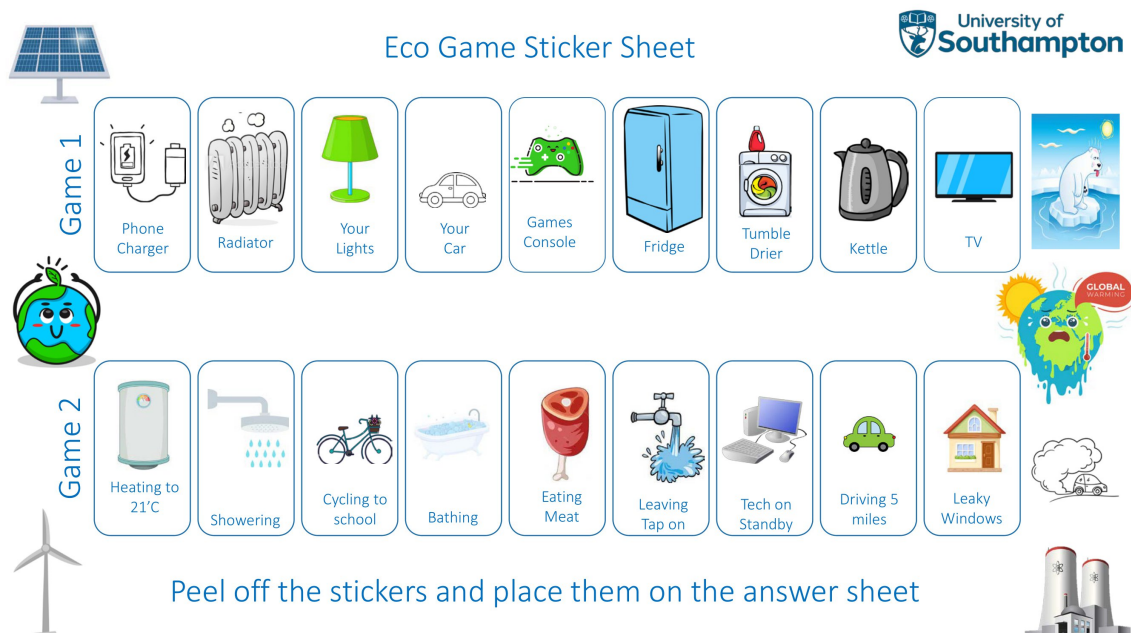 University of
Southampton
Eco Game Sticker Sheet
Game 1
Phone
Charger
Radiator
Your
Lights
Your
Car
Games
Console
Fridge
Tumble
Drier
Kettle
TV
GLOBAL
WARMING
Game 2
Heating to
21’C
Showering
Cycling to
school
Bathing
Eating
Meat
Leaving
Tap on
Tech on
Standby
Driving 5
miles
Leaky
Windows
Peel off the stickers and place them on the answer sheet